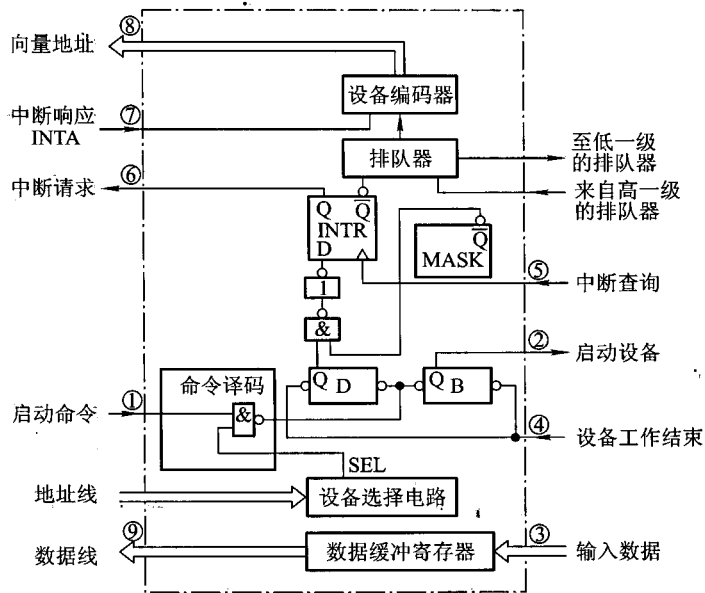 ⑧
向量地址
设备编码器
中断响应
INTA
⑦
排队器
至低一级
的排队器
中断请求
⑥
来自高一级
的排队器
Q Q̅
INTR
D
Q̅
MASK
1
⑤
中断查询
&
②
启动设备
Q D
Q B
命令译码
①
启动命令
&
④
设备工作结束
SEL
地址线
设备选择电路
⑨
数据线
数据缓冲寄存器
③
输入数据